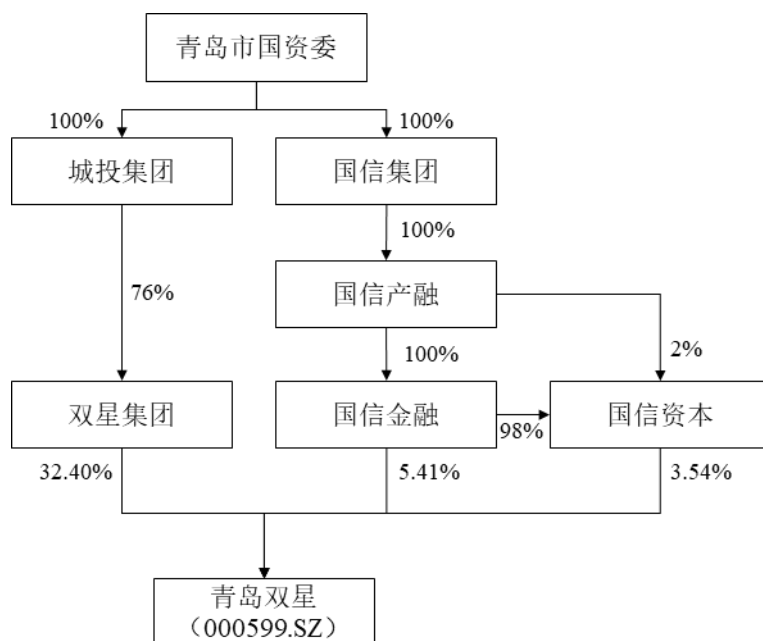 青岛市国资委
100%
100%
城投集团
国信集团
100%
76%
国信产融
100%
2%
双星集团
国信金融
98%
国信资本
32.40%
5.41%
3.54%
青岛双星
（000599.SZ）